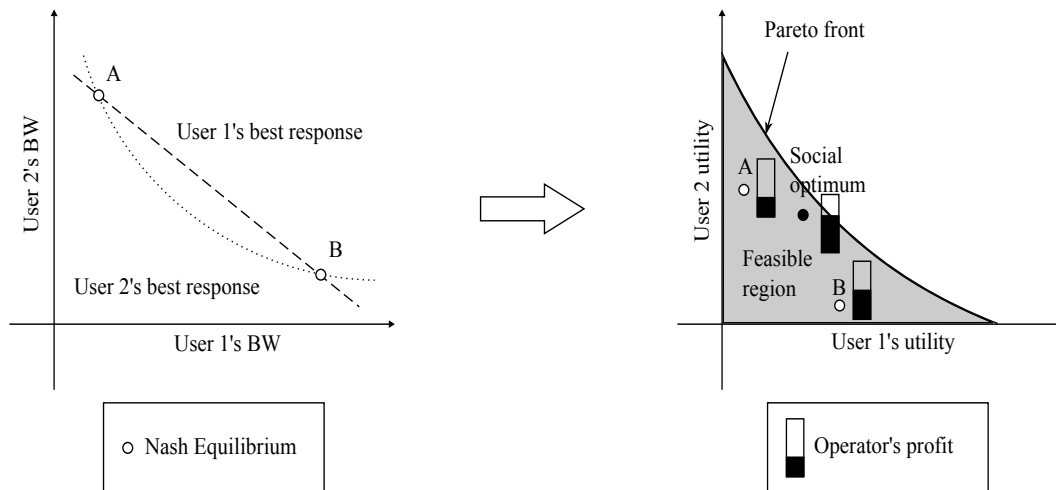 A
User 1's best response
User 2's BW
B
User 2's best response
User 1's BW
Nash Equilibrium
Pareto front
Social
optimum
A
User 2 utility
Feasible
region
B
User 1's utility
Operator's profit